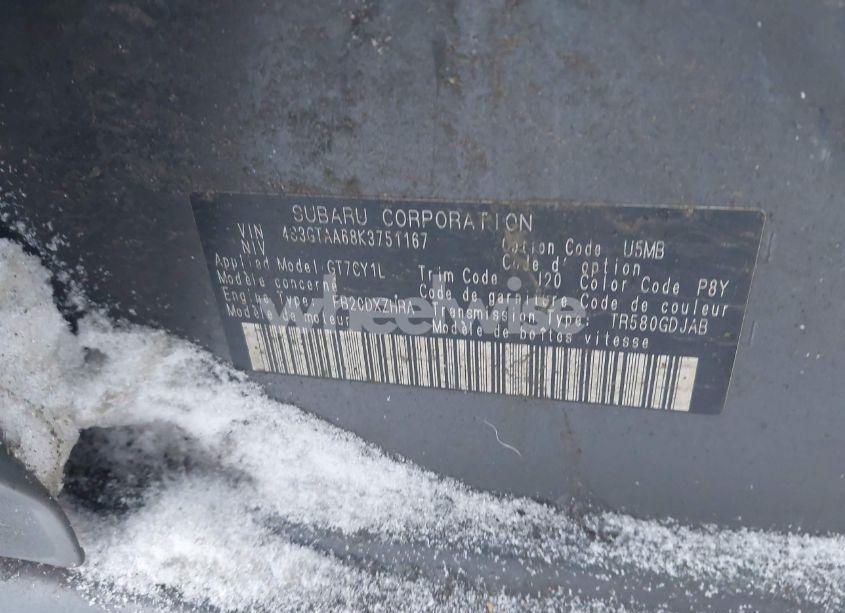 SUBARU CORPORATION
VIN 4S3GTAA68K3751167 Option Code U5MB
NIV Code d' option
Applied Model GT7CY1L Trim Code 120 Color Code P8Y
Modèle concerné Code de garniture Code de couleur
Engine Type Transmission Type TR580GDJAB
Modèle de moteur Modèle de boîtes vitesse
wheelwise